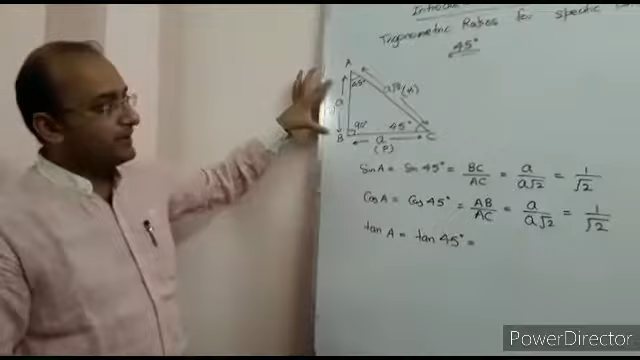 Introdu
Trigonometric Ratios for specific
45°
A
45°
a√2 (H)
a
90°
45°
B
C
a
(P)
Sin A = Sin 45° = BC/AC = a/a√2 = 1/√2
Cos A = Cos 45° = AB/AC = a/a√2 = 1/√2
tan A = tan 45° =
PowerDirector